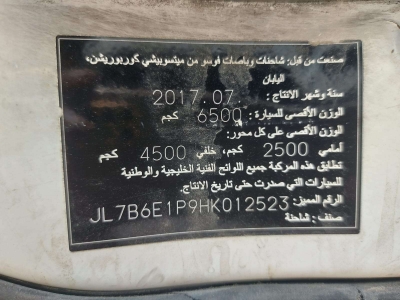 صنعت من قبل: شاحنات وباصات فوسو من ميتسوبيشي كوربوريشن،
اليابان
سنة وشهر الانتاج : 2017.07
الوزن الأقصى للسيارة : 6500 كجم
الوزن الأقصى على كل محور:
أمامي 2500 كجم، خلفي 4500 كجم
تطابق هذه المركبة جميع اللوائح الفنية الخليجية والوطنية
للسيارات التي صدرت حتى تاريخ الانتاج.
الرقم المميز: JL7B6E1P9HK012523
صنف : شاحنة